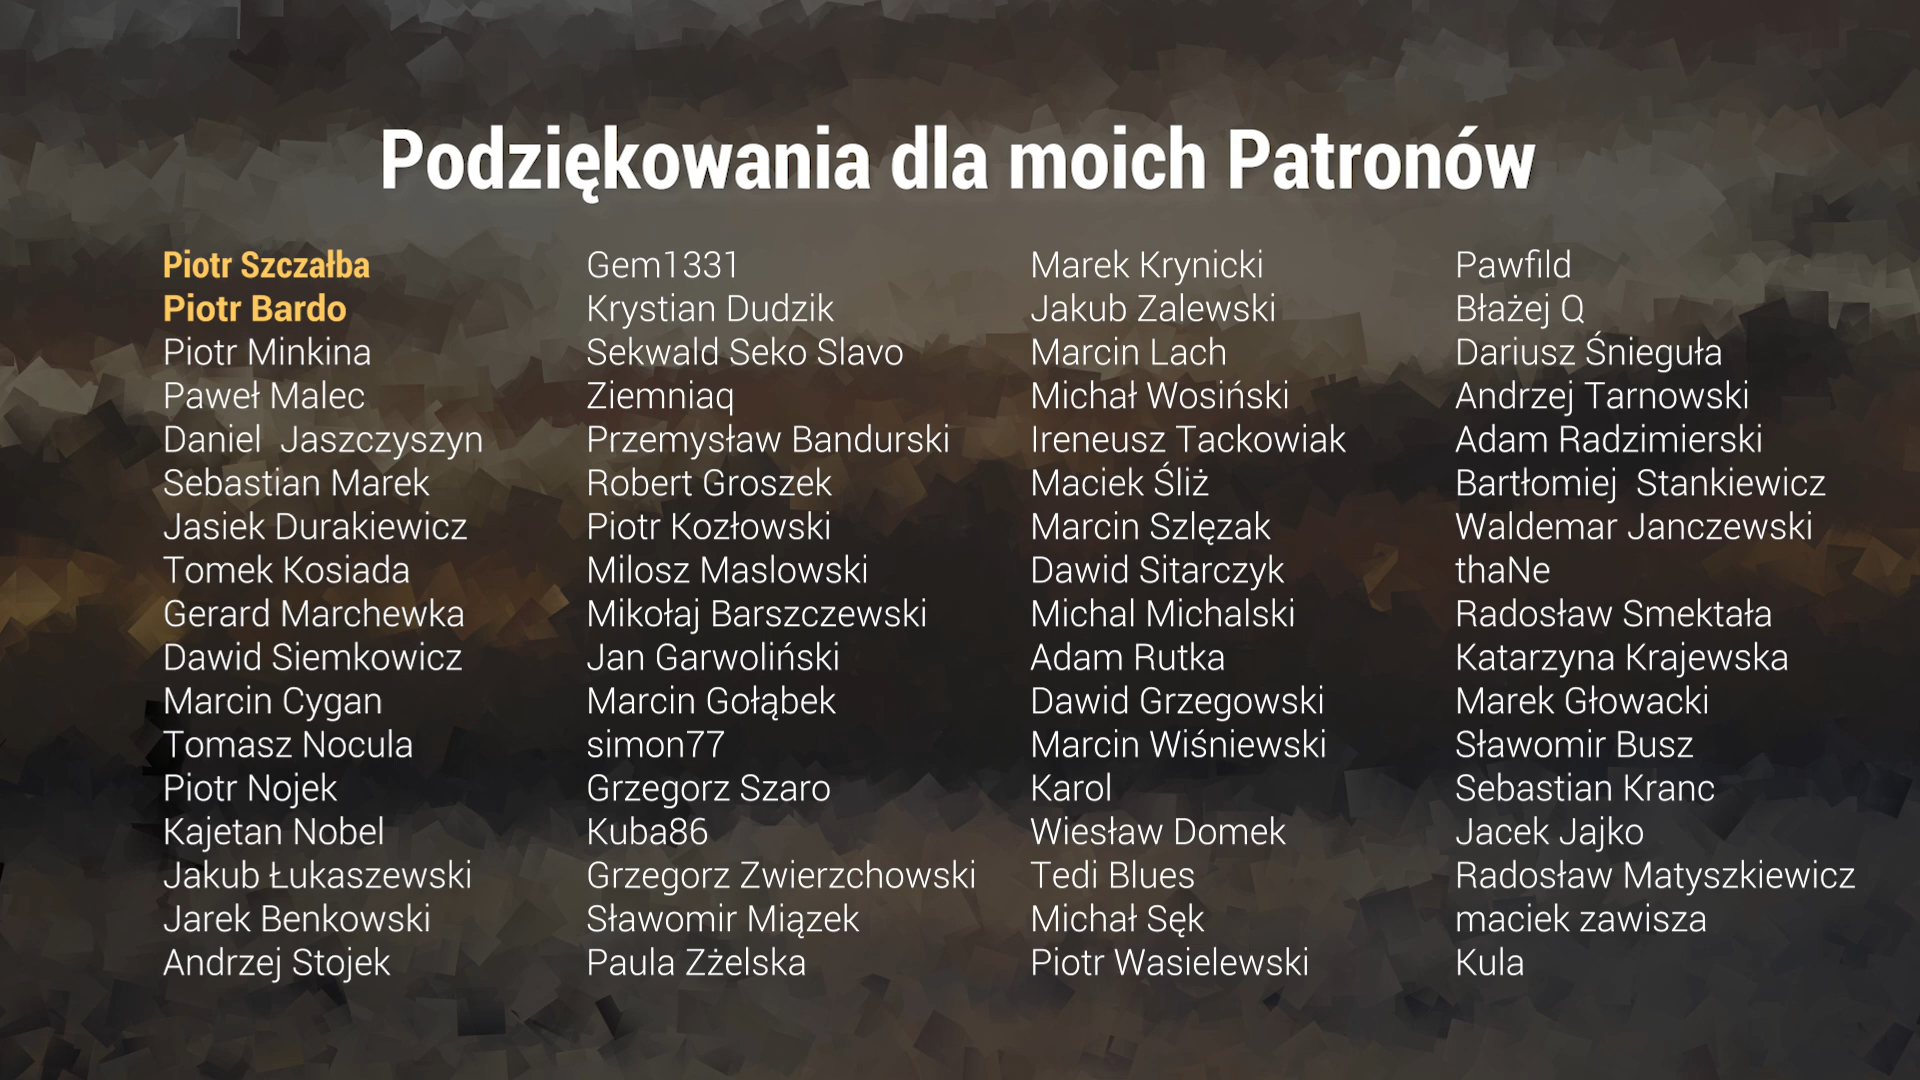 Podziękowania dla moich Patronów
Piotr Szczałba
Piotr Bardo
Piotr Minkina
Paweł Malec
Daniel  Jaszczyszyn
Sebastian Marek
Jasiek Durakiewicz
Tomek Kosiada
Gerard Marchewka
Dawid Siemkowicz
Marcin Cygan
Tomasz Nocula
Piotr Nojek
Kajetan Nobel
Jakub Łukaszewski
Jarek Benkowski
Andrzej Stojek
Gem1331
Krystian Dudzik
Sekwald Seko Slavo
Ziemniaq
Przemysław Bandurski
Robert Groszek
Piotr Kozłowski
Milosz Maslowski
Mikołaj Barszczewski
Jan Garwoliński
Marcin Gołąbek
simon77
Grzegorz Szaro
Kuba86
Grzegorz Zwierzchowski
Sławomir Miązek
Paula Zżelska
Marek Krynicki
Jakub Zalewski
Marcin Lach
Michał Wosiński
Ireneusz Tackowiak
Maciek Śliż
Marcin Szlęzak
Dawid Sitarczyk
Michal Michalski
Adam Rutka
Dawid Grzegowski
Marcin Wiśniewski
Karol
Wiesław Domek
Tedi Blues
Michał Sęk
Piotr Wasielewski
Pawfild
Błażej Q
Dariusz Śnieguła
Andrzej Tarnowski
Adam Radzimierski
Bartłomiej  Stankiewicz
Waldemar Janczewski
thaNe
Radosław Smektała
Katarzyna Krajewska
Marek Głowacki
Sławomir Busz
Sebastian Kranc
Jacek Jajko
Radosław Matyszkiewicz
maciek zawisza
Kula